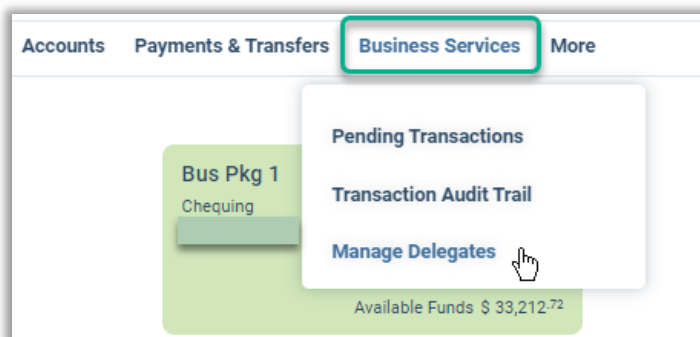 Accounts Payments & Transfers Business Services More
Pending Transactions
Bus Pkg 1
Transaction Audit Trail
Chequing
Manage Delegates
Available Funds $ 33,212.72